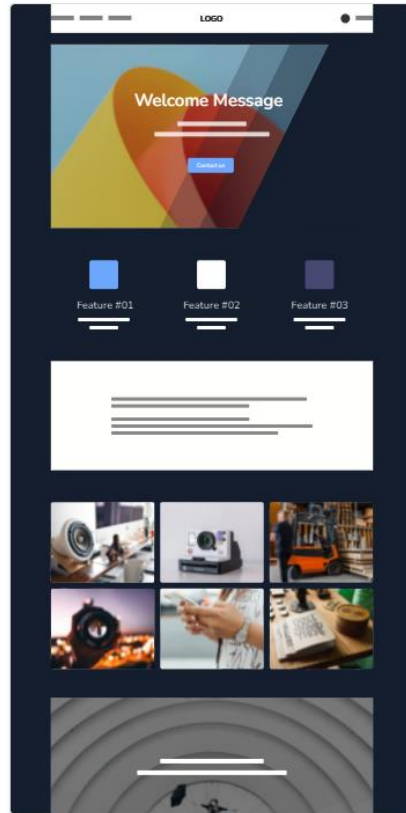 LOGO
Welcome Message
Contact us
Feature #01
Feature #02
Feature #03